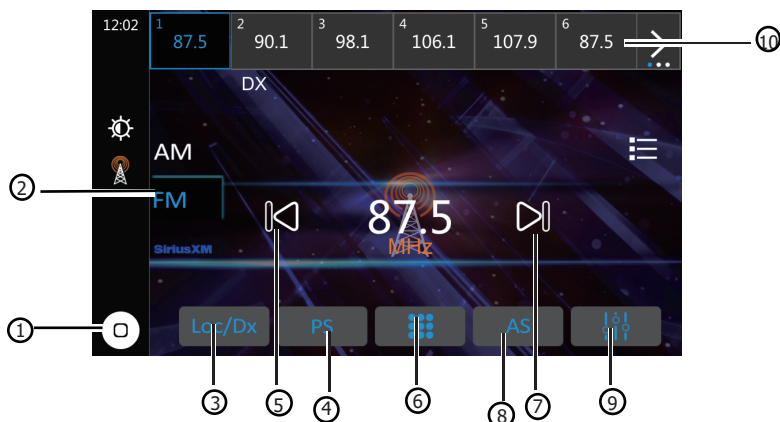 12:02
1 87.5 2 90.1 3 98.1 4 106.1 5 107.9 6 87.5
10
DX
AM
2
FM
87.5
MHz
SiriusXM
1
Loc/Dx PS AS
3 5 4 6 8 7 9